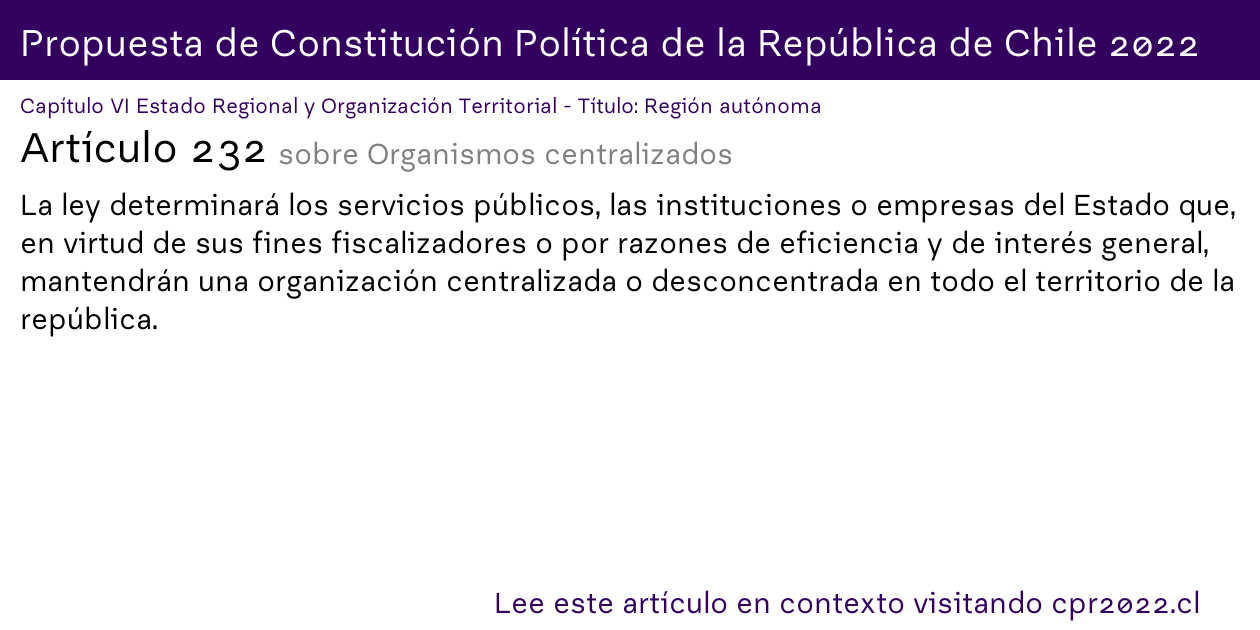 Propuesta de Constitución Política de la República de Chile 2022
Capítulo VI Estado Regional y Organización Territorial - Título: Región autónoma
Artículo 232 sobre Organismos centralizados
La ley determinará los servicios públicos, las instituciones o empresas del Estado que,
en virtud de sus fines fiscalizadores o por razones de eficiencia y de interés general,
mantendrán una organización centralizada o desconcentrada en todo el territorio de la
república.
Lee este artículo en contexto visitando cpr2022.cl